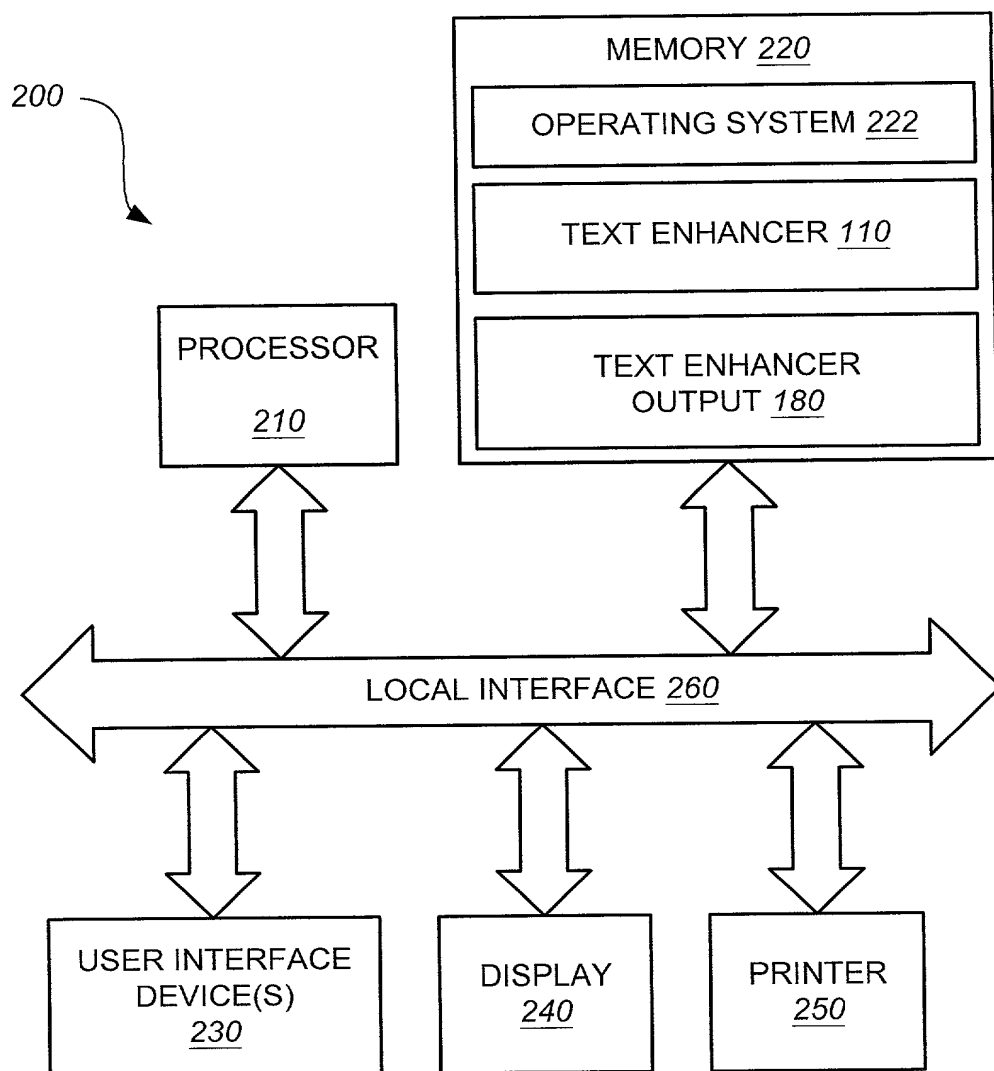 200
MEMORY 220
OPERATING SYSTEM 222
TEXT ENHANCER 110
TEXT ENHANCER
OUTPUT 180
PROCESSOR
210
LOCAL INTERFACE 260
USER INTERFACE
DEVICE(S)
230
DISPLAY
240
PRINTER
250